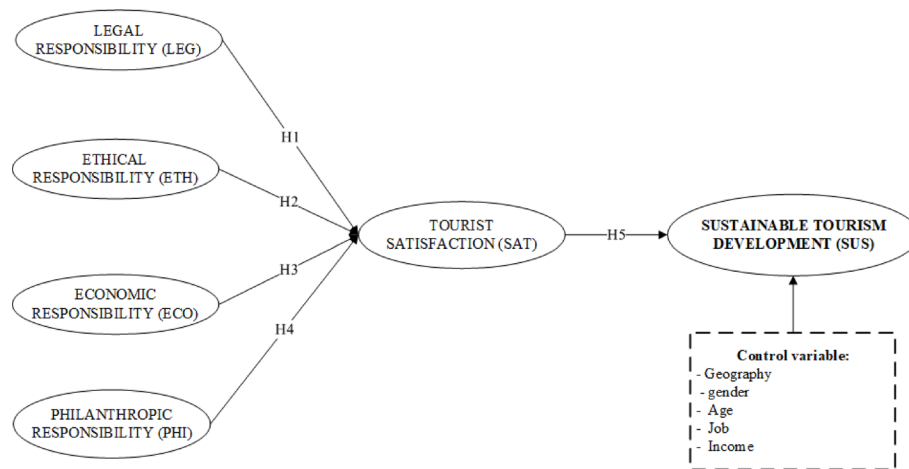 LEGAL
RESPONSIBILITY (LEG)
H1
ETHICAL
RESPONSIBILITY (ETH)
H2
TOURIST
SATISFACTION (SAT)
H5
SUSTAINABLE TOURISM
DEVELOPMENT (SUS)
H3
ECONOMIC
RESPONSIBILITY (ECO)
H4
PHILANTHROPIC
RESPONSIBILITY (PHI)
Control variable:
- Geography
- gender
- Age
- Job
- Income